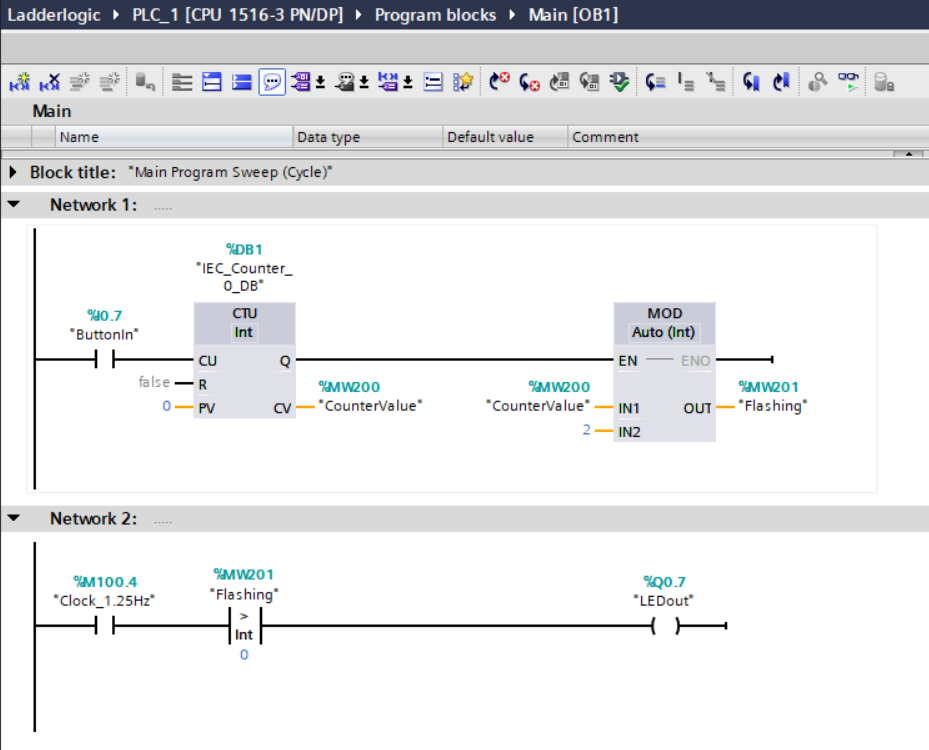 Ladderlogic ▸ PLC_1 [CPU 1516-3 PN/DP] ▸ Program blocks ▸ Main [OB1]
Main
Name Data type Default value Comment
Block title: "Main Program Sweep (Cycle)"
Network 1: .....
%DB1
"IEC_Counter_
0_DB"
%I0.7
"ButtonIn"
CTU
Int
CU Q
false R
0 PV CV
%MW200
"CounterValue"
MOD
Auto (Int)
EN ENO
%MW200
"CounterValue" IN1
2 IN2
OUT
%MW201
"Flashing"
Network 2: .....
%M100.4
"Clock_1.25Hz"
%MW201
"Flashing"
>
Int
0
%Q0.7
"LEDout"